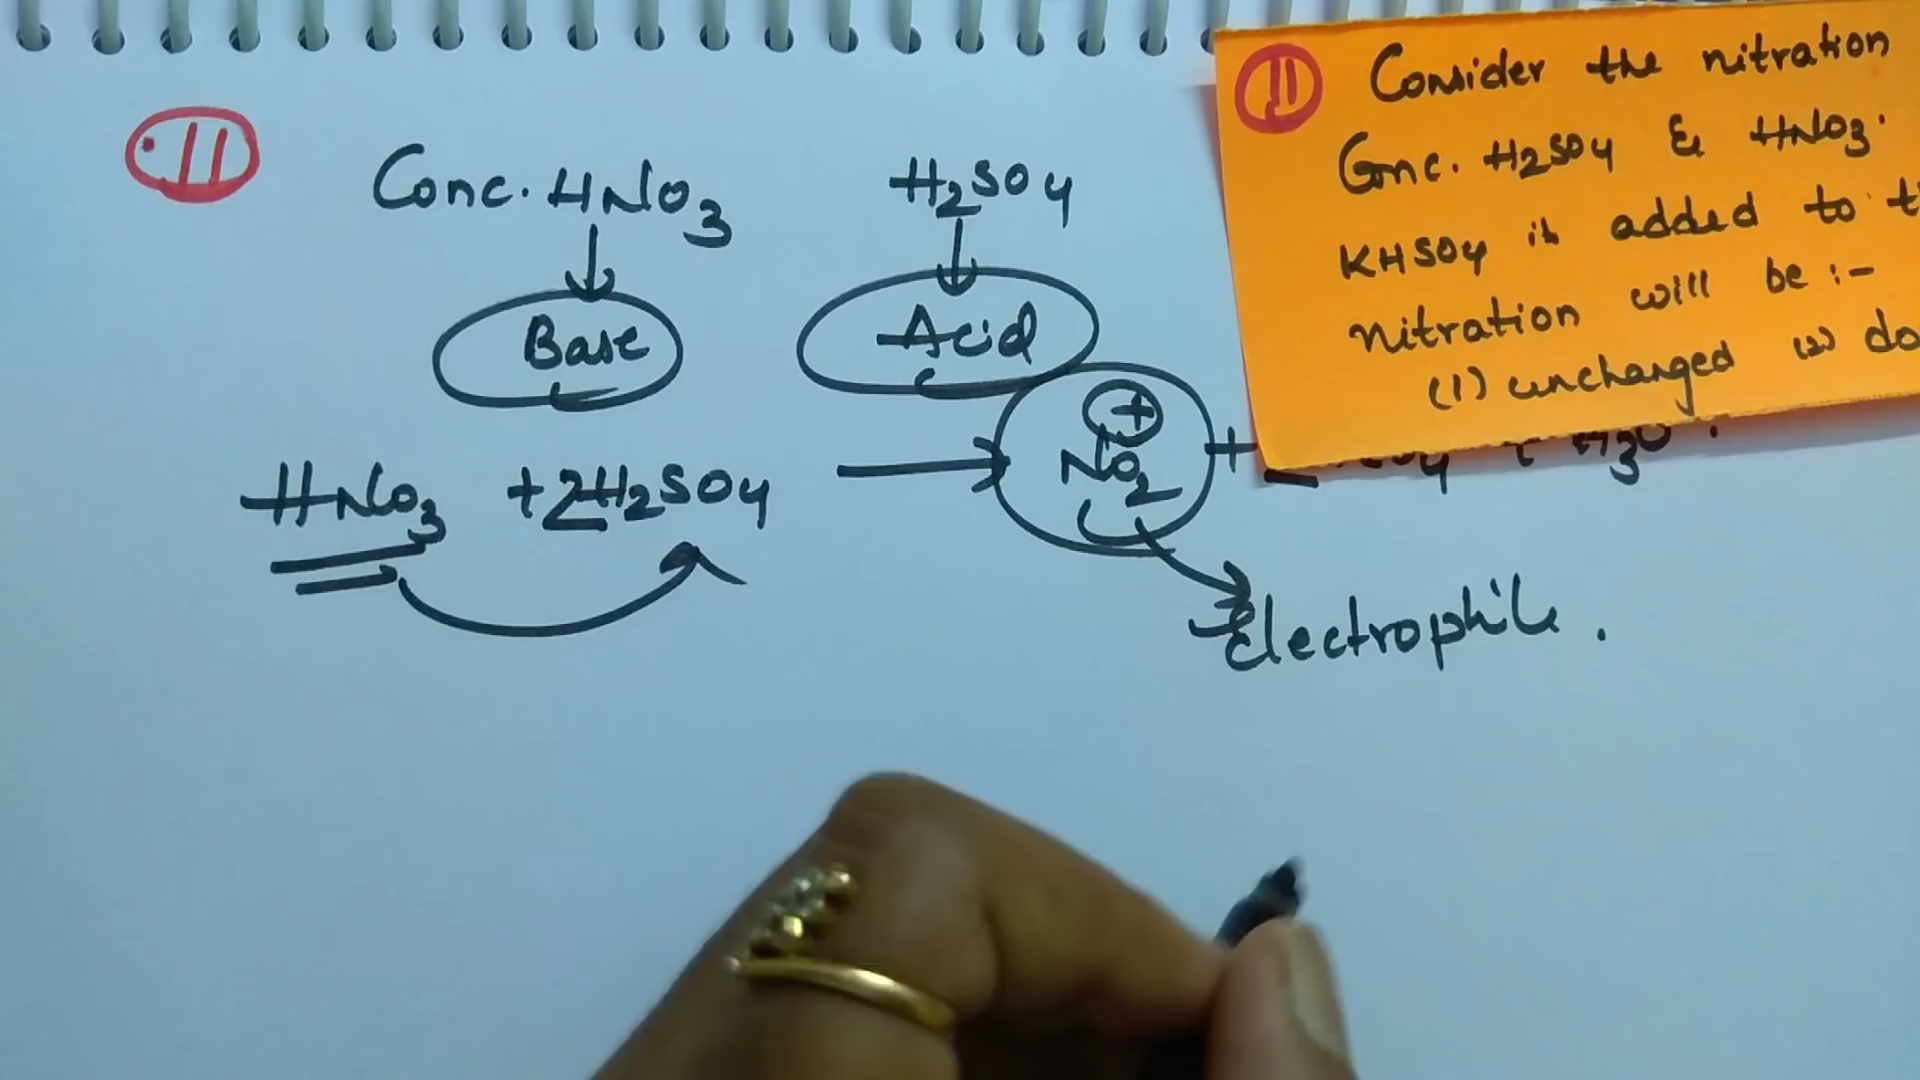 11
Conc. HNO3 H2SO4
Base Acid
HNO3 + 2H2SO4 → NO2+ +
Electrophile.
11 Consider the nitration
Conc. H2SO4 & HNO3.
KHSO4 is added to
nitration will be :-
(1) unchanged (2)